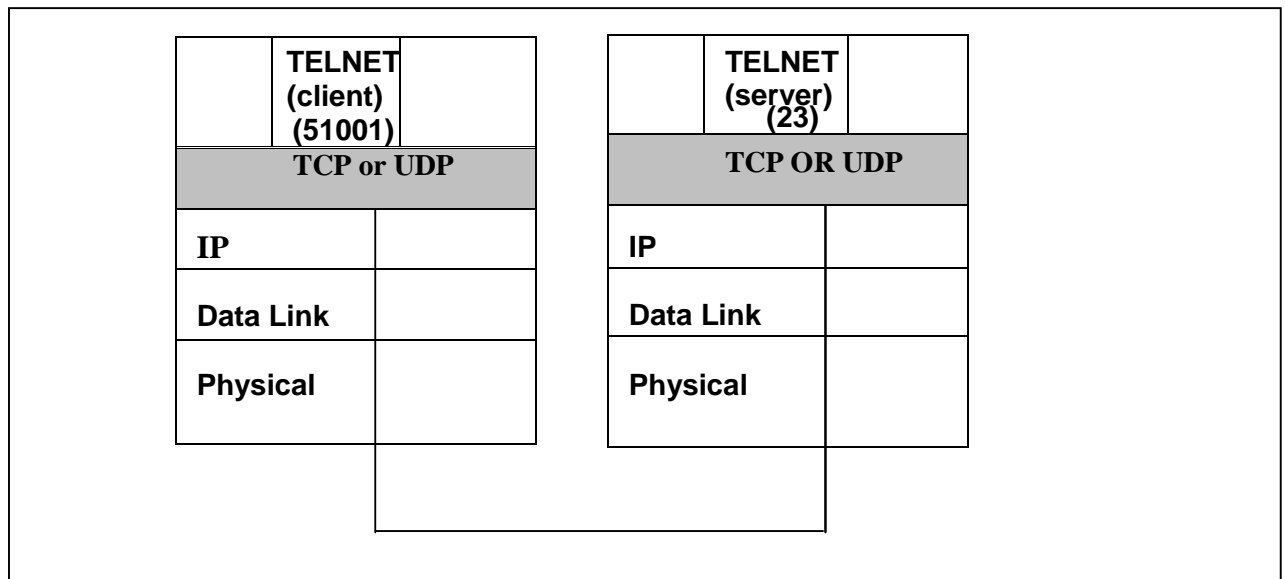 TELNET
(client)
(51001)
TCP or UDP
IP
Data Link
Physical
TELNET
(server)
(23)
TCP OR UDP
IP
Data Link
Physical